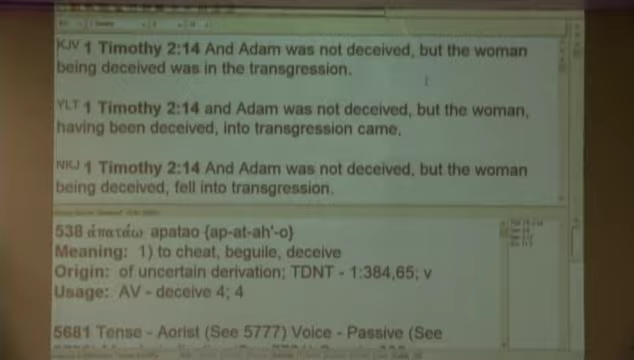 KJV 1 Timothy 2:14 And Adam was not deceived, but the woman
being deceived was in the transgression.
YLT 1 Timothy 2:14 and Adam was not deceived, but the woman,
having been deceived, into transgression came,
NKJ 1 Timothy 2:14 And Adam was not deceived, but the woman
being deceived, fell into transgression.
538 ἀπατάω apatao {ap-at-ah'-o}
Meaning: 1) to cheat, beguile, deceive
Origin: of uncertain derivation; TDNT - 1:384,65; v
Usage: AV - deceive 4; 4
5681 Tense - Aorist (See 5777) Voice - Passive (See